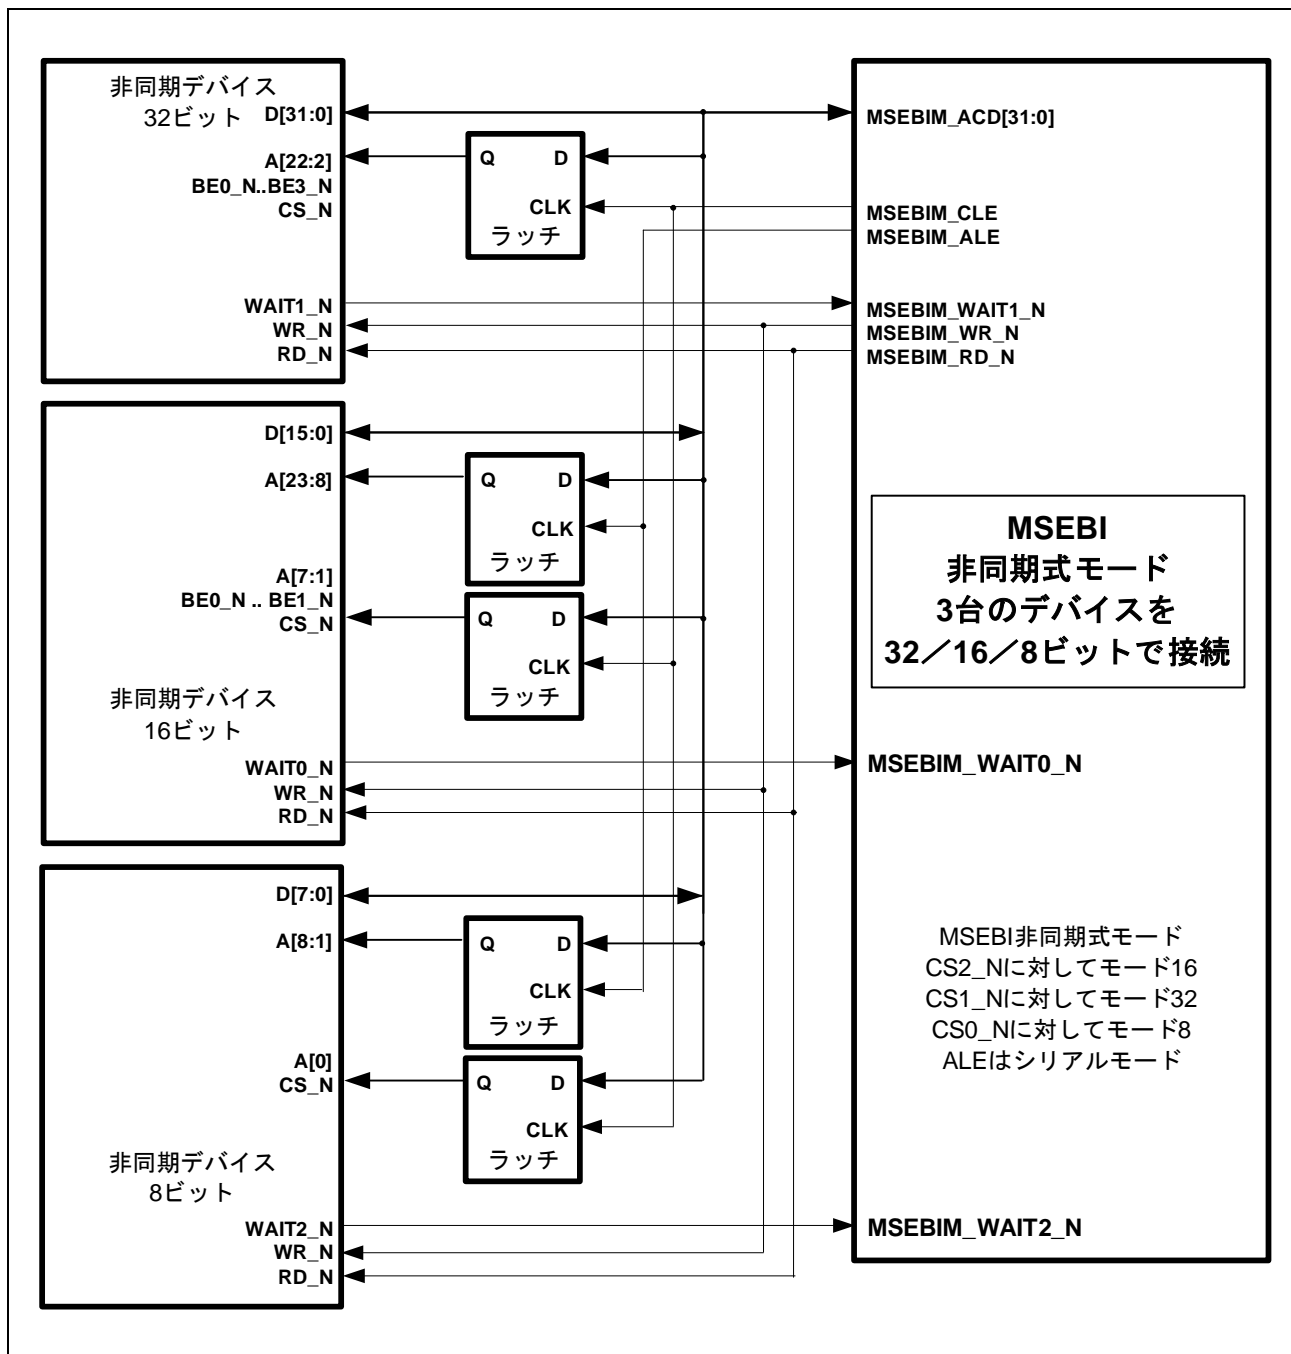 非同期デバイス
32ビット
D[31:0]
A[22:2]
BE0_N..BE3_N
CS_N
WAIT1_N
WR_N
RD_N
Q
D
CLK
ラッチ
MSEBIM_ACD[31:0]
MSEBIM_CLE
MSEBIM_ALE
MSEBIM_WAIT1_N
MSEBIM_WR_N
MSEBIM_RD_N
D[15:0]
A[23:8]
A[7:1]
BE0_N .. BE1_N
CS_N
非同期デバイス
16ビット
WAIT0_N
WR_N
RD_N
Q
D
CLK
ラッチ
Q
D
CLK
ラッチ
MSEBI
非同期式モード
3台のデバイスを
32/16/8ビットで接続
MSEBIM_WAIT0_N
D[7:0]
A[8:1]
A[0]
CS_N
非同期デバイス
8ビット
WAIT2_N
WR_N
RD_N
Q
D
CLK
ラッチ
Q
D
CLK
ラッチ
MSEBI非同期式モード
CS2_Nに対してモード16
CS1_Nに対してモード32
CS0_Nに対してモード8
ALEはシリアルモード
MSEBIM_WAIT2_N